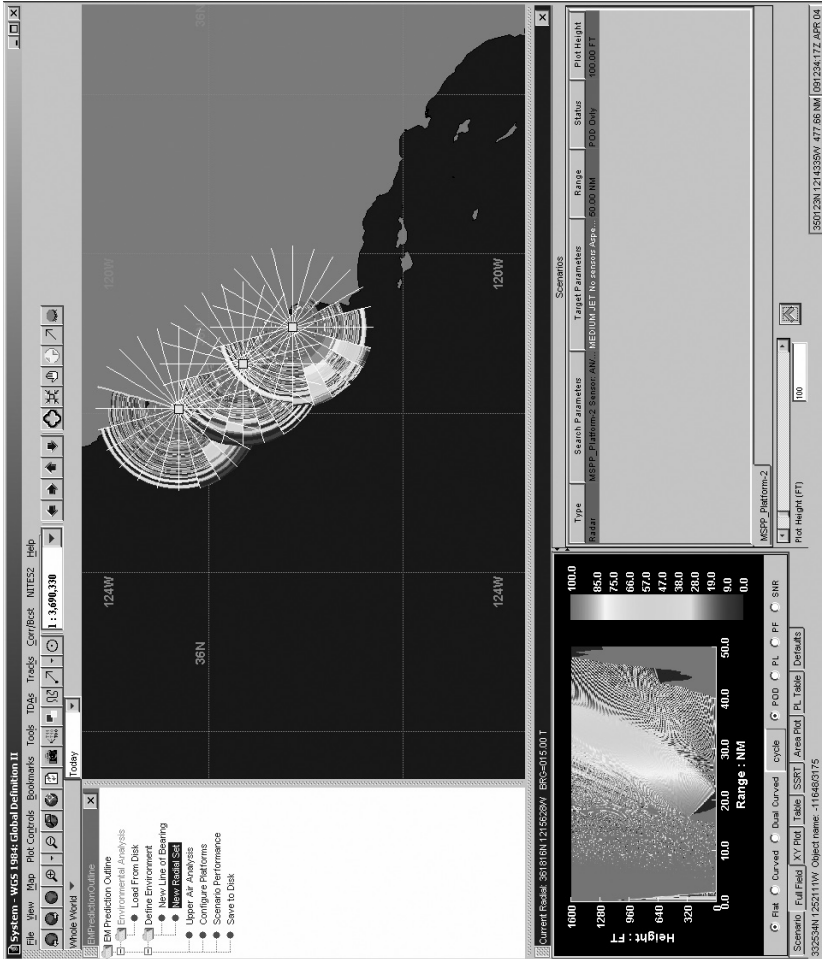 System - WGS 1984: Global Definition II
File View Map Plot Controls Bookmarks Tools TDAs Tracks Corr/Bcst NITES2 Help
1 : 3,690,330
Whole World
Today
EMPredictionOutline
EM Prediction Outline
Environmental Analysis
Load From Disk
Define Environment
New Line of Bearing
New Radial Set
Upper Air Analysis
Configure Platforms
Scenario Performance
Save to Disk
124W
120W
36N
36N
124W
120W
Current Radial: 361816N 1215628W BRG=015.00 T
Height : FT
1600
1280
960
640
320
0
0.0 10.0 20.0 30.0 40.0 50.0
Range : NM
100.0
85.0
75.0
66.0
57.0
47.0
38.0
28.0
19.0
9.0
0.0
Flat Curved Dual Curved cycle POD PL PF SNR
Scenario Full Field XY Plot Table SSRT Area Plot PL Table Defaults
Scenarios
Type Search Parameters Target Parameters Range Status Plot Height
Radar MSPP_Platform-2 Sensor: AN/... MEDIUM JET No sensors Aspe... 50.00 NM POD Only 100.00 FT
MSPP_Platform-2
Plot Height (FT)
100
332534N 1252111W Object name: -11648/3175
350123N 1214335W 477.66 NM 091234:17Z APR 04